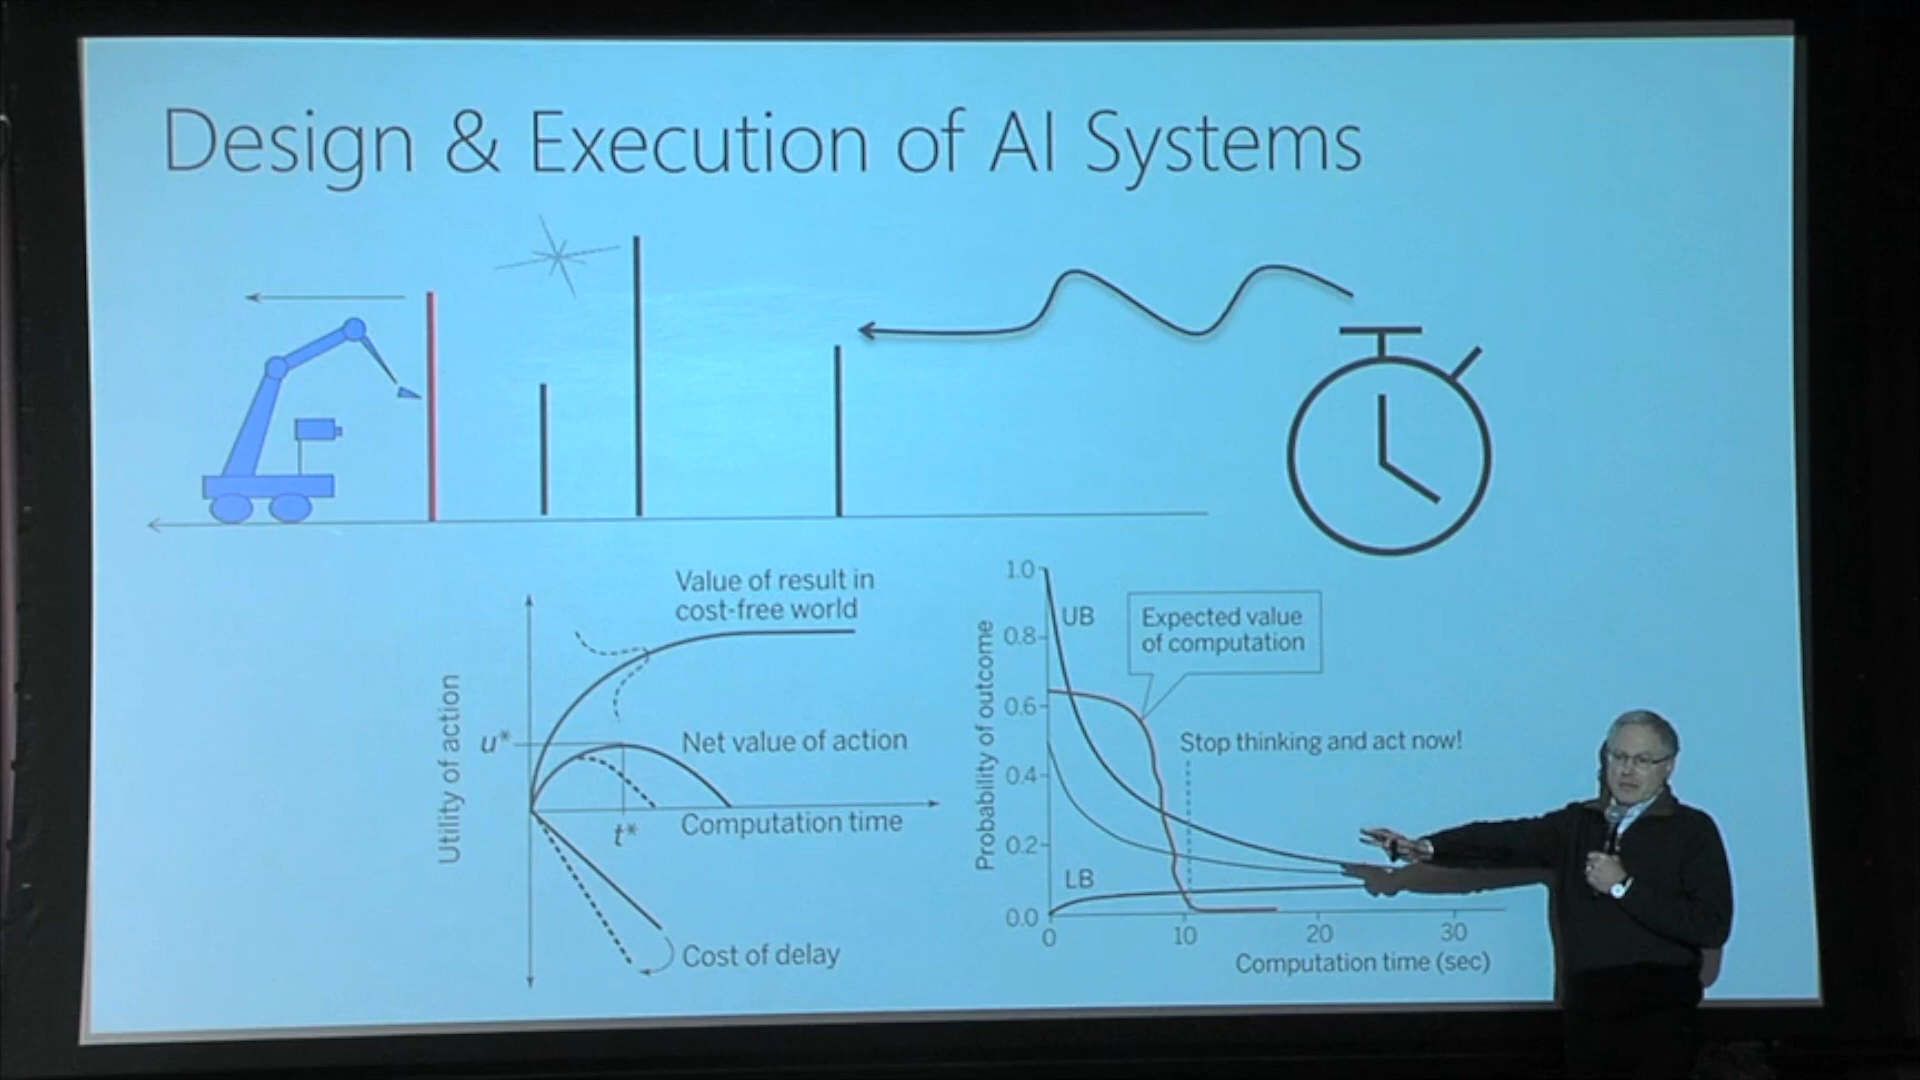 Design & Execution of AI Systems
Value of result in
cost-free world
Utility of action
u*
Net value of action
t*
Computation time
Cost of delay
Probability of outcome
1.0
0.8
0.6
0.4
0.2
0.0
UB
Expected value
of computation
Stop thinking and act now!
LB
0
10
20
30
Computation time (sec)